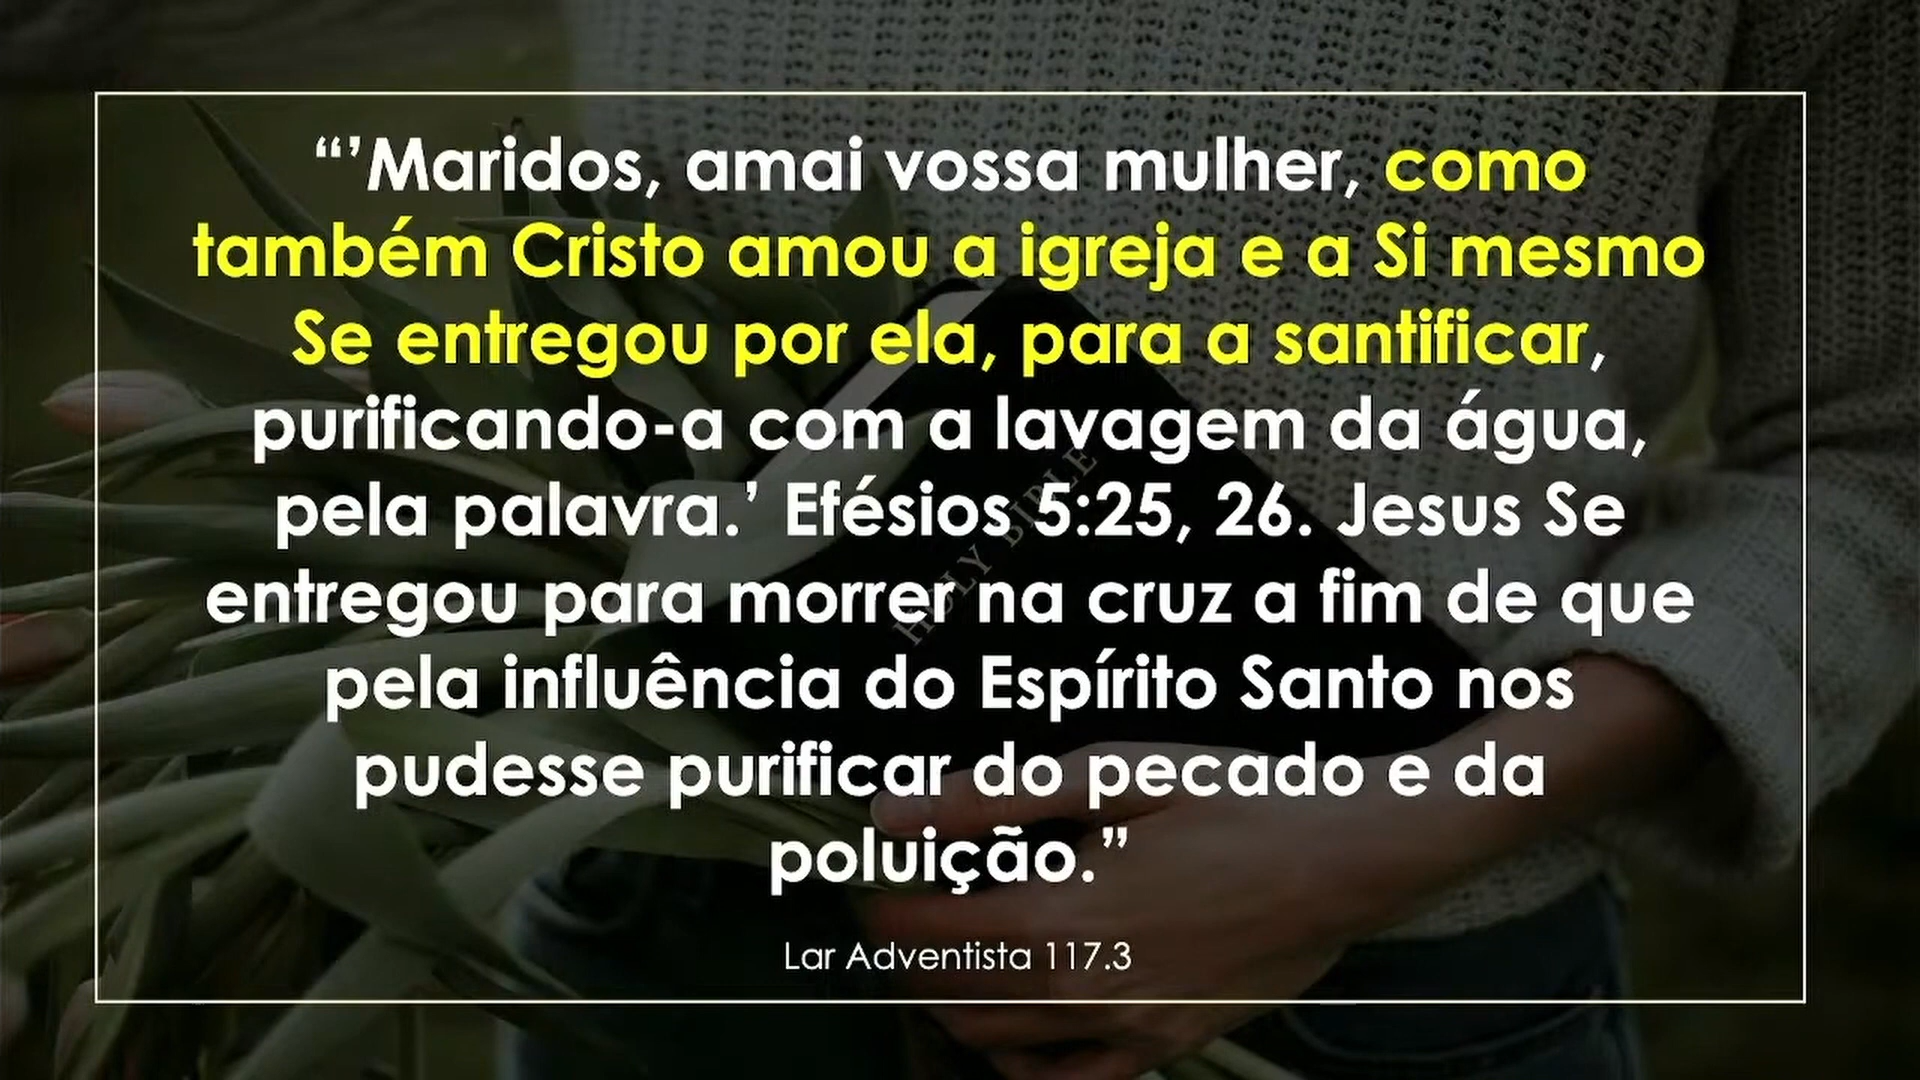 “’Maridos, amai vossa mulher, como
também Cristo amou a igreja e a Si mesmo
Se entregou por ela, para a santificar,
purificando-a com a lavagem da água,
pela palavra.’ Efésios 5:25, 26. Jesus Se
entregou para morrer na cruz a fim de que
pela influência do Espírito Santo nos
pudesse purificar do pecado e da
poluição.”
Lar Adventista 117.3
HOLY BIBLE